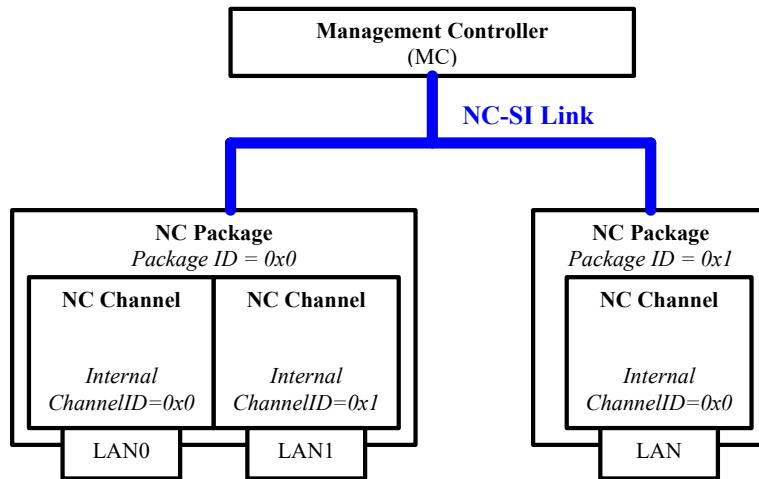 Management Controller
(MC)
NC-SI Link
NC Package
Package ID = 0x0
NC Channel
Internal
ChannelID=0x0
NC Channel
Internal
ChannelID=0x1
LAN0
LAN1
NC Package
Package ID = 0x1
NC Channel
Internal
ChannelID=0x0
LAN